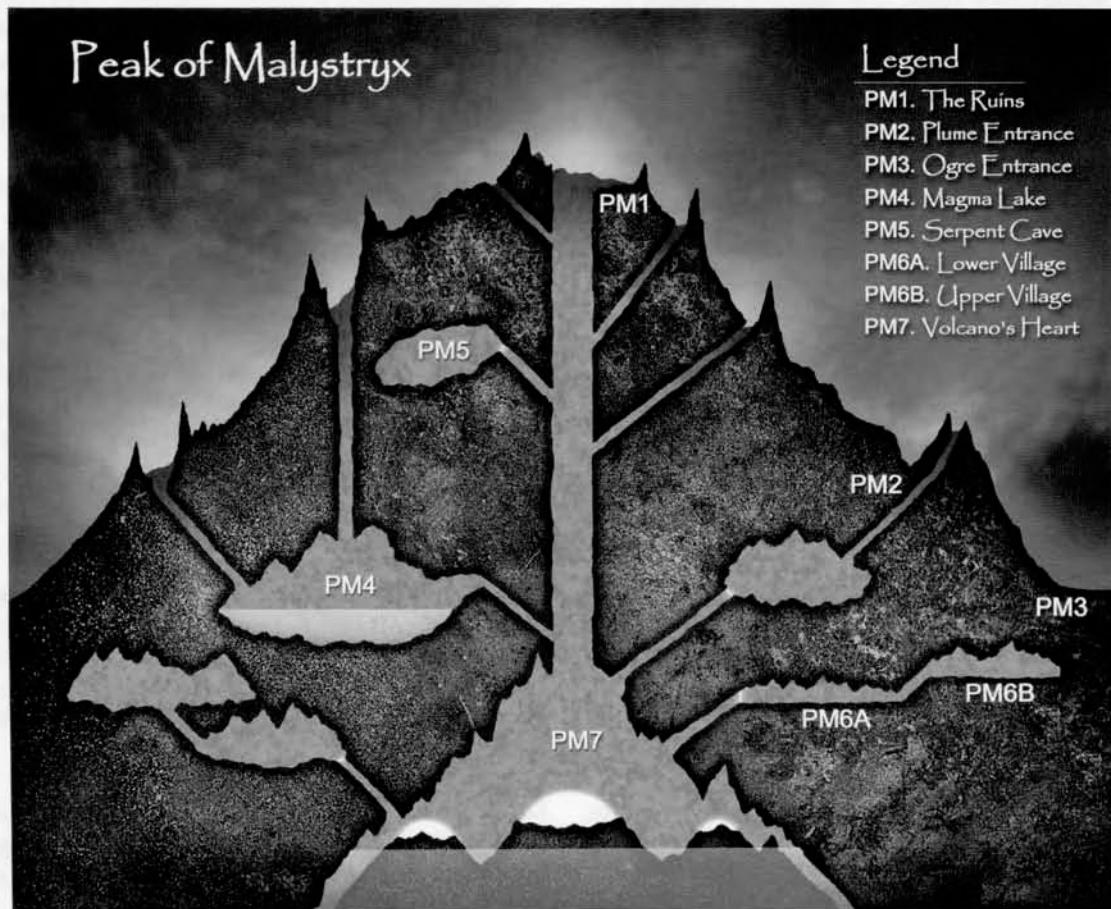 Peak of Malystryx
Legend
PM1. The Ruins
PM2. Plume Entrance
PM3. Ogre Entrance
PM4. Magma Lake
PM5. Serpent Cave
PM6A. Lower Village
PM6B. Upper Village
PM7. Volcano's Heart
PM1
PM5
PM2
PM4
PM3
PM6B
PM6A
PM7